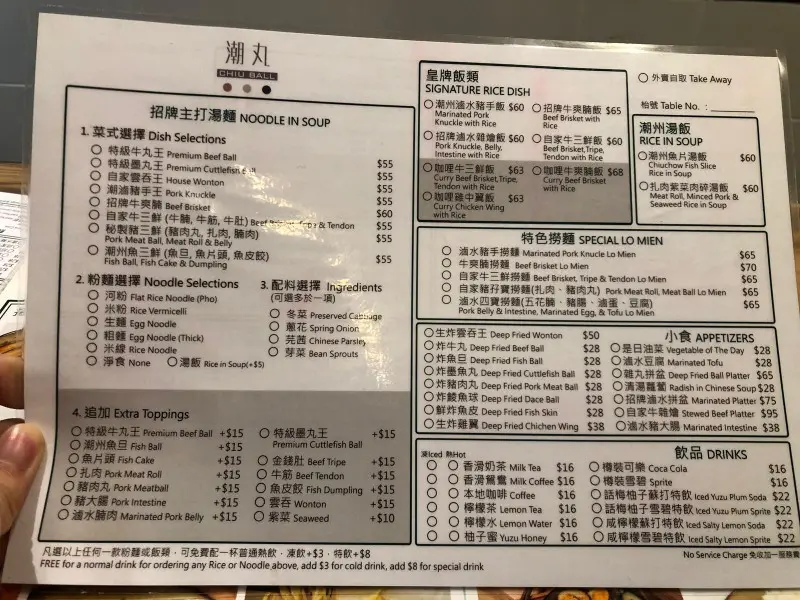 潮丸
CHIU BALL
招牌主打湯麵 NOODLE IN SOUP
1. 菜式選擇 Dish Selections
特級牛丸王 Premium Beef Ball $55
特級墨丸王 Premium Cuttlefish $55
自家雲吞王 House Wonton $55
潮滷豬手王 Pork Knuckle $55
招牌牛爽腩 Beef Brisket $60
自家牛三鮮 (牛腩, 牛筋, 牛肚) Beef & Tendon $55
秘製豬三鮮 (豬肉丸, 扎肉, 腩肉) $55
Pork Meat Ball, Meat Roll & Belly
潮州魚三鮮 (魚旦, 魚片頭, 魚皮餃) $55
Fish Ball, Fish Cake & Dumpling
2. 粉麵選擇 Noodle Selections
河粉 Flat Rice Noodle (Pho)
米粉 Rice Vermicelli
生麵 Egg Noodle
粗麵 Egg Noodle (Thick)
米線 Rice Noodle
淨食 None 湯飯 Rice in Soup(+$5)
3. 配料選擇 Ingredients
(可選多於一項)
冬菜 Preserved Cabbage
蔥花 Spring Onion
芫茜 Chinese Parsley
芽菜 Bean Sprouts
4. 追加 Extra Toppings
特級牛丸王 Premium Beef Ball +$15
潮州魚旦 Fish Ball +$15
魚片頭 Fish Cake +$15
扎肉 Pork Meat Roll +$15
豬肉丸 Pork Meatball +$15
豬大腸 Pork Intestine +$15
滷水腩肉 Marinated Pork Belly +$15
特級墨丸王 +$15
Premium Cuttlefish Ball
金錢肚 Beef Tripe +$15
牛筋 Beef Tendon +$15
魚皮餃 Fish Dumpling +$15
雲吞 Wonton +$15
紫菜 Seaweed +$10
凡選以上任何一款粉麵或飯類，可免費配一杯普通熱飲，凍飲+$3，特飲+$8
FREE for a normal drink for ordering any Rice or Noodle above, add $3 for cold drink, add $8 for special drink
皇牌飯類
SIGNATURE RICE DISH
潮州滷水豬手飯 $60
Marinated Pork
Knuckle with Rice
招牌滷水雜燴飯 $60
Pork Knuckle, Belly,
Intestine with Rice
咖哩牛三鮮飯 $63
Curry Beef Brisket,Tripe,
Tendon with Rice
咖哩雞中翼飯 $63
Curry Chicken Wing
with Rice
招牌牛爽腩飯 $65
Beef Brisket with
Rice
自家牛三鮮飯 $60
Beef Brisket,Tripe,
Tendon with Rice
咖哩牛爽腩飯 $68
Curry Beef Brisket
with Rice
外賣自取 Take Away
枱號 Table No. :
潮州湯飯
RICE IN SOUP
潮州魚片湯飯 $60
Chiuchow Fish Slice
Rice in Soup
扎肉紫菜肉碎湯飯 $60
Meat Roll, Minced Pork &
Seaweed Rice in Soup
特色撈麵 SPECIAL LO MIEN
滷水豬手撈麵 Marinated Pork Knuckle Lo Mien $65
牛爽腩撈麵 Beef Brisket Lo Mien $70
自家牛三鮮撈麵 Beef Brisket, Tripe & Tendon Lo Mien $65
自家豬孖寶撈麵(扎肉、豬肉丸) Pork Meat Roll, Meat Ball Lo Mien $65
滷水四寶撈麵(五花腩、豬腸、滷蛋、豆腐) $65
Pork Belly & Intestine, Marinated Egg, & Tofu Lo Mien
小食 APPETIZERS
生炸雲吞王 Deep Fried Wonton $50
炸牛丸 Deep Fried Beef Ball $28
炸魚旦 Deep Fried Fish Ball $28
炸墨魚丸 Deep Fried Cuttlefish Ball $28
炸豬肉丸 Deep Fried Pork Meat Ball $28
炸鯪魚球 Deep Fried Dace Ball $28
鮮炸魚皮 Deep Fried Fish Skin $28
生炸雞翼 Deep Fried Chicken Wing $38
是日油菜 Vegetable of The Day $28
滷水豆腐 Marinated Tofu $28
雜丸拼盆 Deep Fried Ball Platter $65
清湯蘿蔔 Radish in Chinese Soup $28
招牌滷水拼盆 Marinated Platter $75
自家牛雜燴 Stewed Beef Platter $95
滷水豬大腸 Marinated Intestine $38
飲品 DRINKS
凍Iced 熱Hot
香滑奶茶 Milk Tea $16
香滑鴛鴦 Milk Coffee $16
本地咖啡 Coffee $16
檸檬茶 Lemon Tea $16
檸檬水 Lemon Water $16
柚子蜜 Yuzu Honey $16
樽裝可樂 Coca Cola $16
樽裝雪碧 Sprite $16
話梅柚子蘇打特飲 Iced Yuzu Plum Soda $22
話梅柚子雪碧特飲 Iced Yuzu Plum Sprite $22
咸檸檬蘇打特飲 Iced Salty Lemon Soda $22
咸檸檬雪碧特飲 Iced Salty Lemon Sprite $22
No Service Charge 免收加一服務費